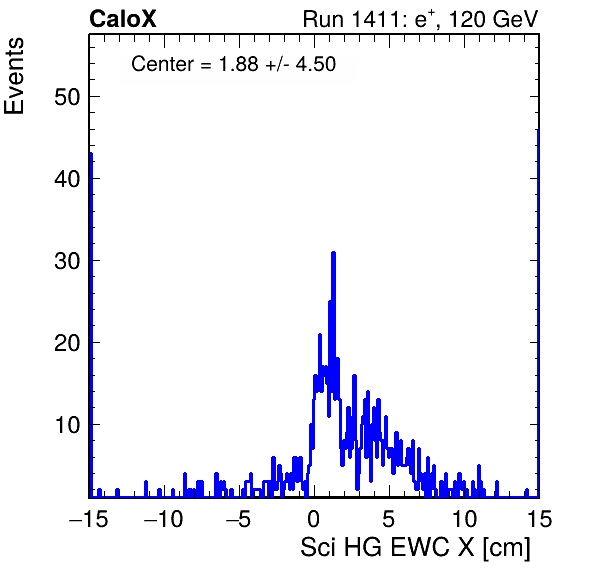 CaloX Run 1411: e⁺, 120 GeV
Center = 1.88 +/- 4.50
Events
50
40
30
20
10
−15 −10 −5 0 5 10 15
Sci HG EWC X [cm]